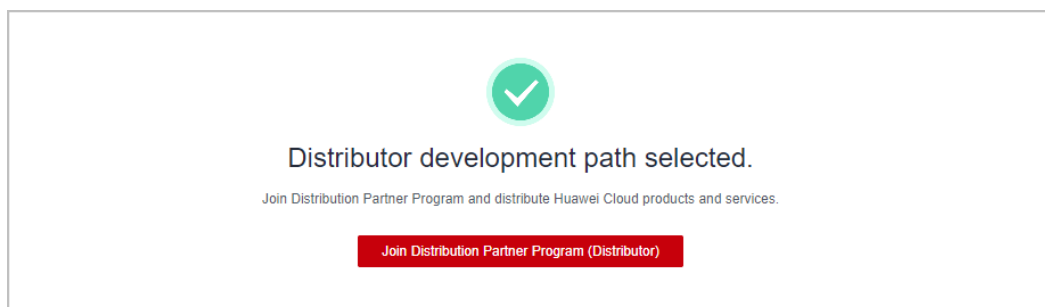 Distributor development path selected.
Join Distribution Partner Program and distribute Huawei Cloud products and services.
Join Distribution Partner Program (Distributor)